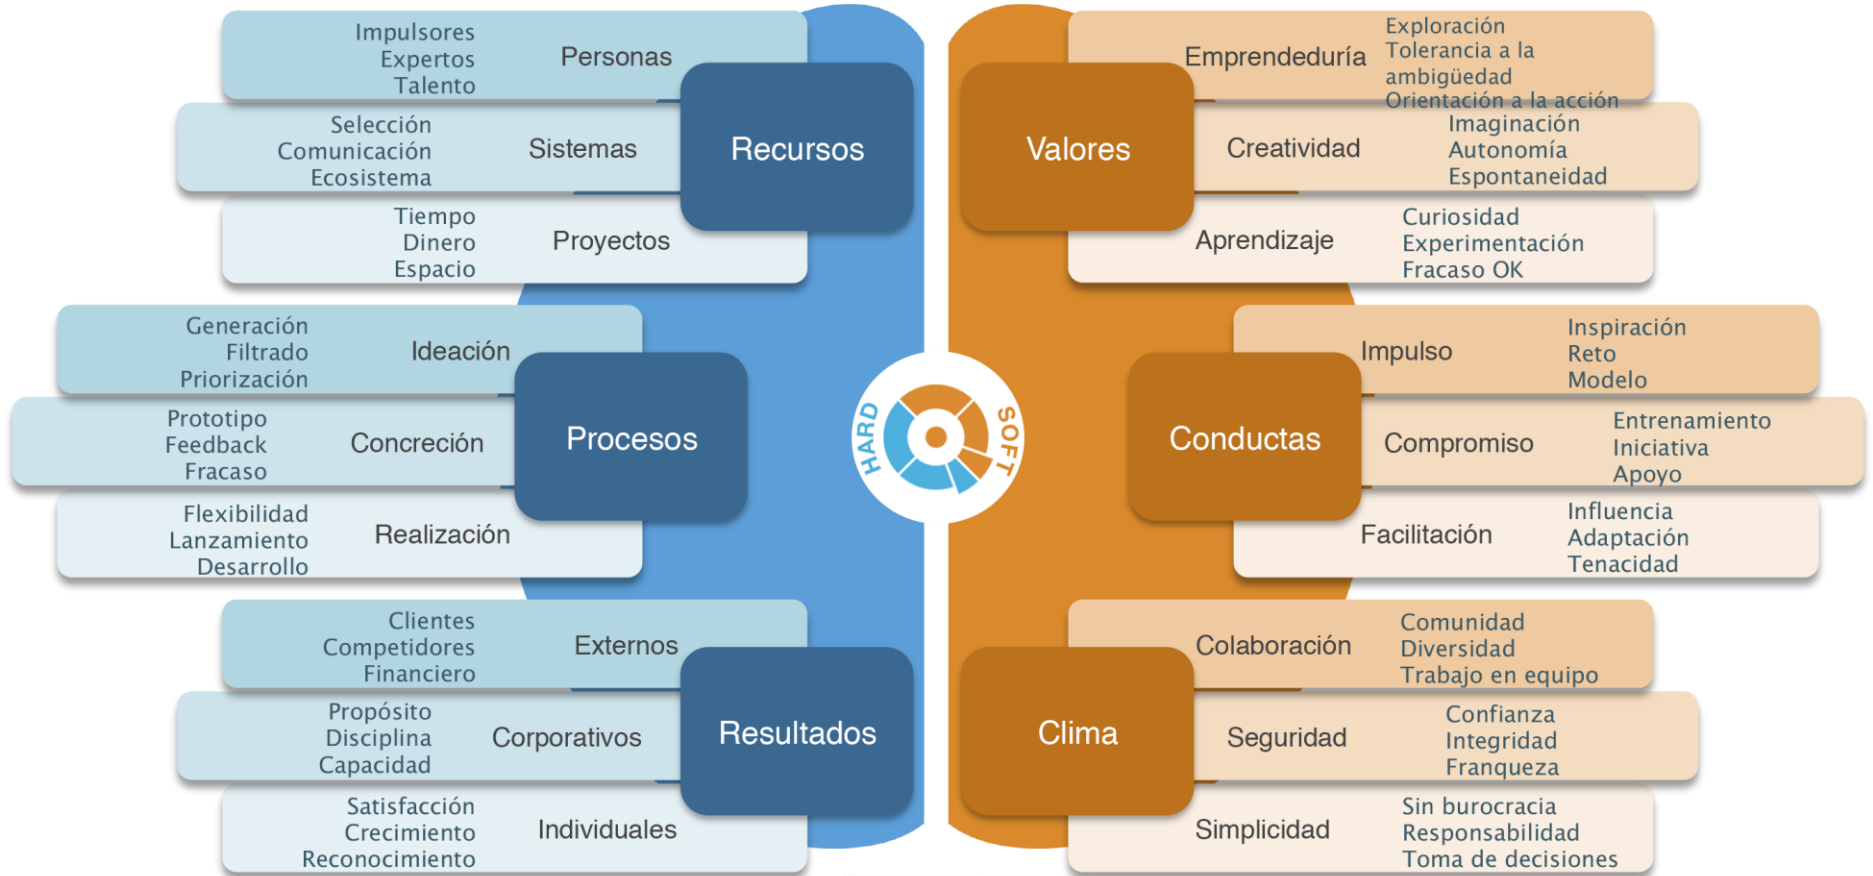 Impulsores
Expertos
Talento
Personas
Selección
Comunicación
Ecosistema
Sistemas
Tiempo
Dinero
Espacio
Proyectos
Recursos
Generación
Filtrado
Priorización
Ideación
Prototipo
Feedback
Fracaso
Concreción
Flexibilidad
Lanzamiento
Desarrollo
Realización
Procesos
Clientes
Competidores
Financiero
Externos
Propósito
Disciplina
Capacidad
Corporativos
Satisfacción
Crecimiento
Reconocimiento
Individuales
Resultados
HARD
SOFT
Valores
Emprendeduría
Exploración
Tolerancia a la
ambigüedad
Orientación a la acción
Creatividad
Imaginación
Autonomía
Espontaneidad
Aprendizaje
Curiosidad
Experimentación
Fracaso OK
Conductas
Impulso
Inspiración
Reto
Modelo
Compromiso
Entrenamiento
Iniciativa
Apoyo
Facilitación
Influencia
Adaptación
Tenacidad
Clima
Colaboración
Comunidad
Diversidad
Trabajo en equipo
Seguridad
Confianza
Integridad
Franqueza
Simplicidad
Sin burocracia
Responsabilidad
Toma de decisiones